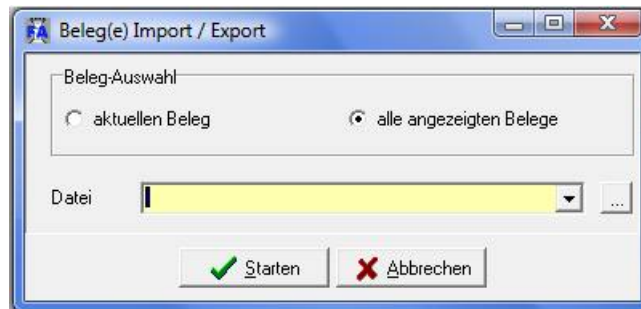 FA Beleg(e) Import / Export
Beleg-Auswahl
aktuellen Beleg
alle angezeigten Belege
Datei
...
Starten
Abbrechen